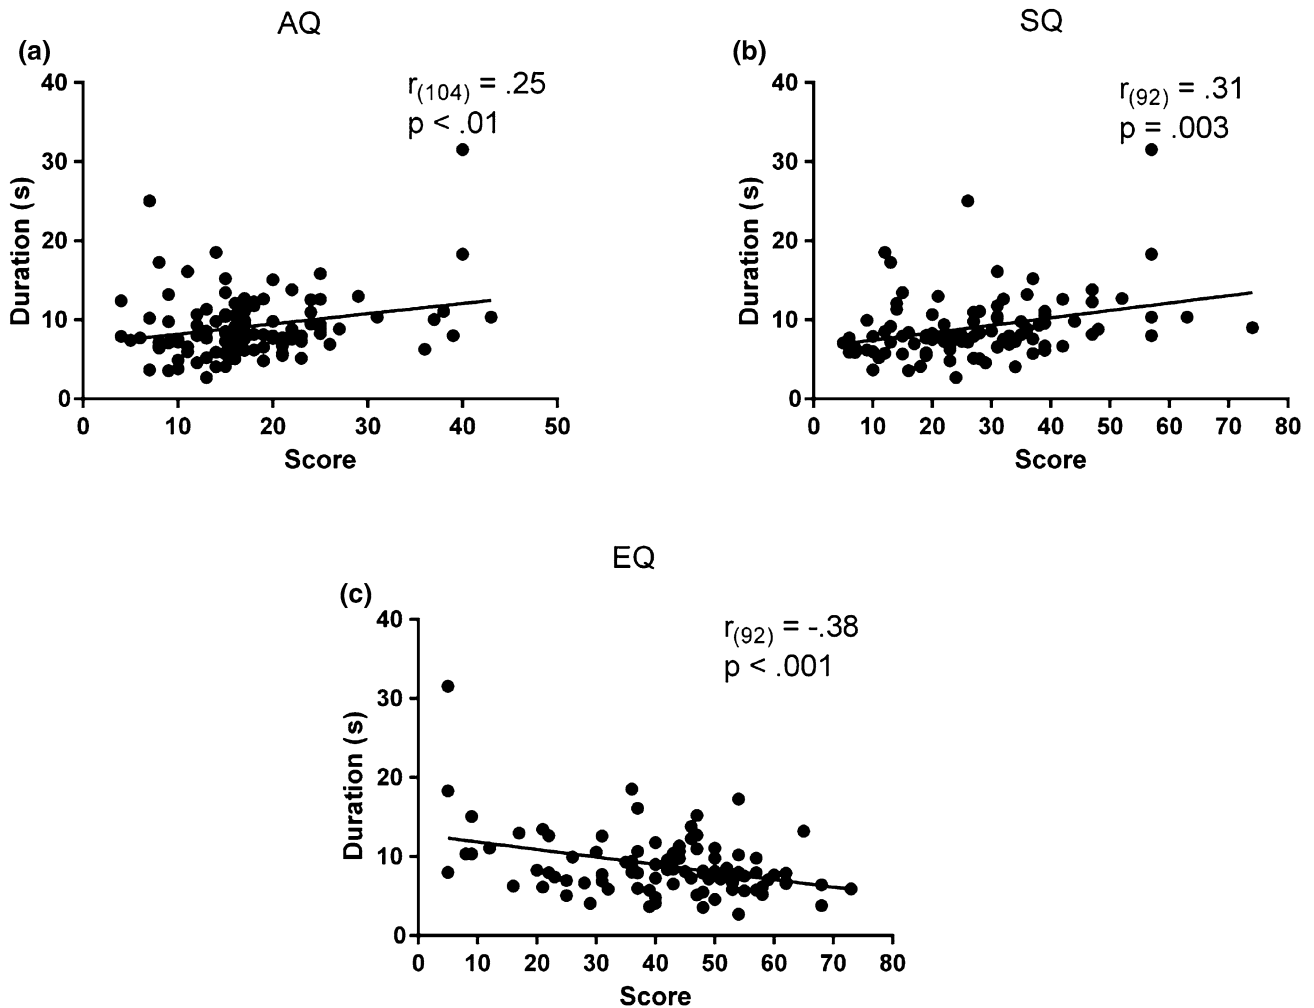 AQ
(a)
r(104) = .25
p < .01
40
30
20
10
0
Duration (s)
0 10 20 30 40 50
Score
SQ
(b)
r(92) = .31
p = .003
40
30
20
10
0
Duration (s)
0 10 20 30 40 50 60 70 80
Score
EQ
(c)
r(92) = -.38
p < .001
40
30
20
10
0
Duration (s)
0 10 20 30 40 50 60 70 80
Score